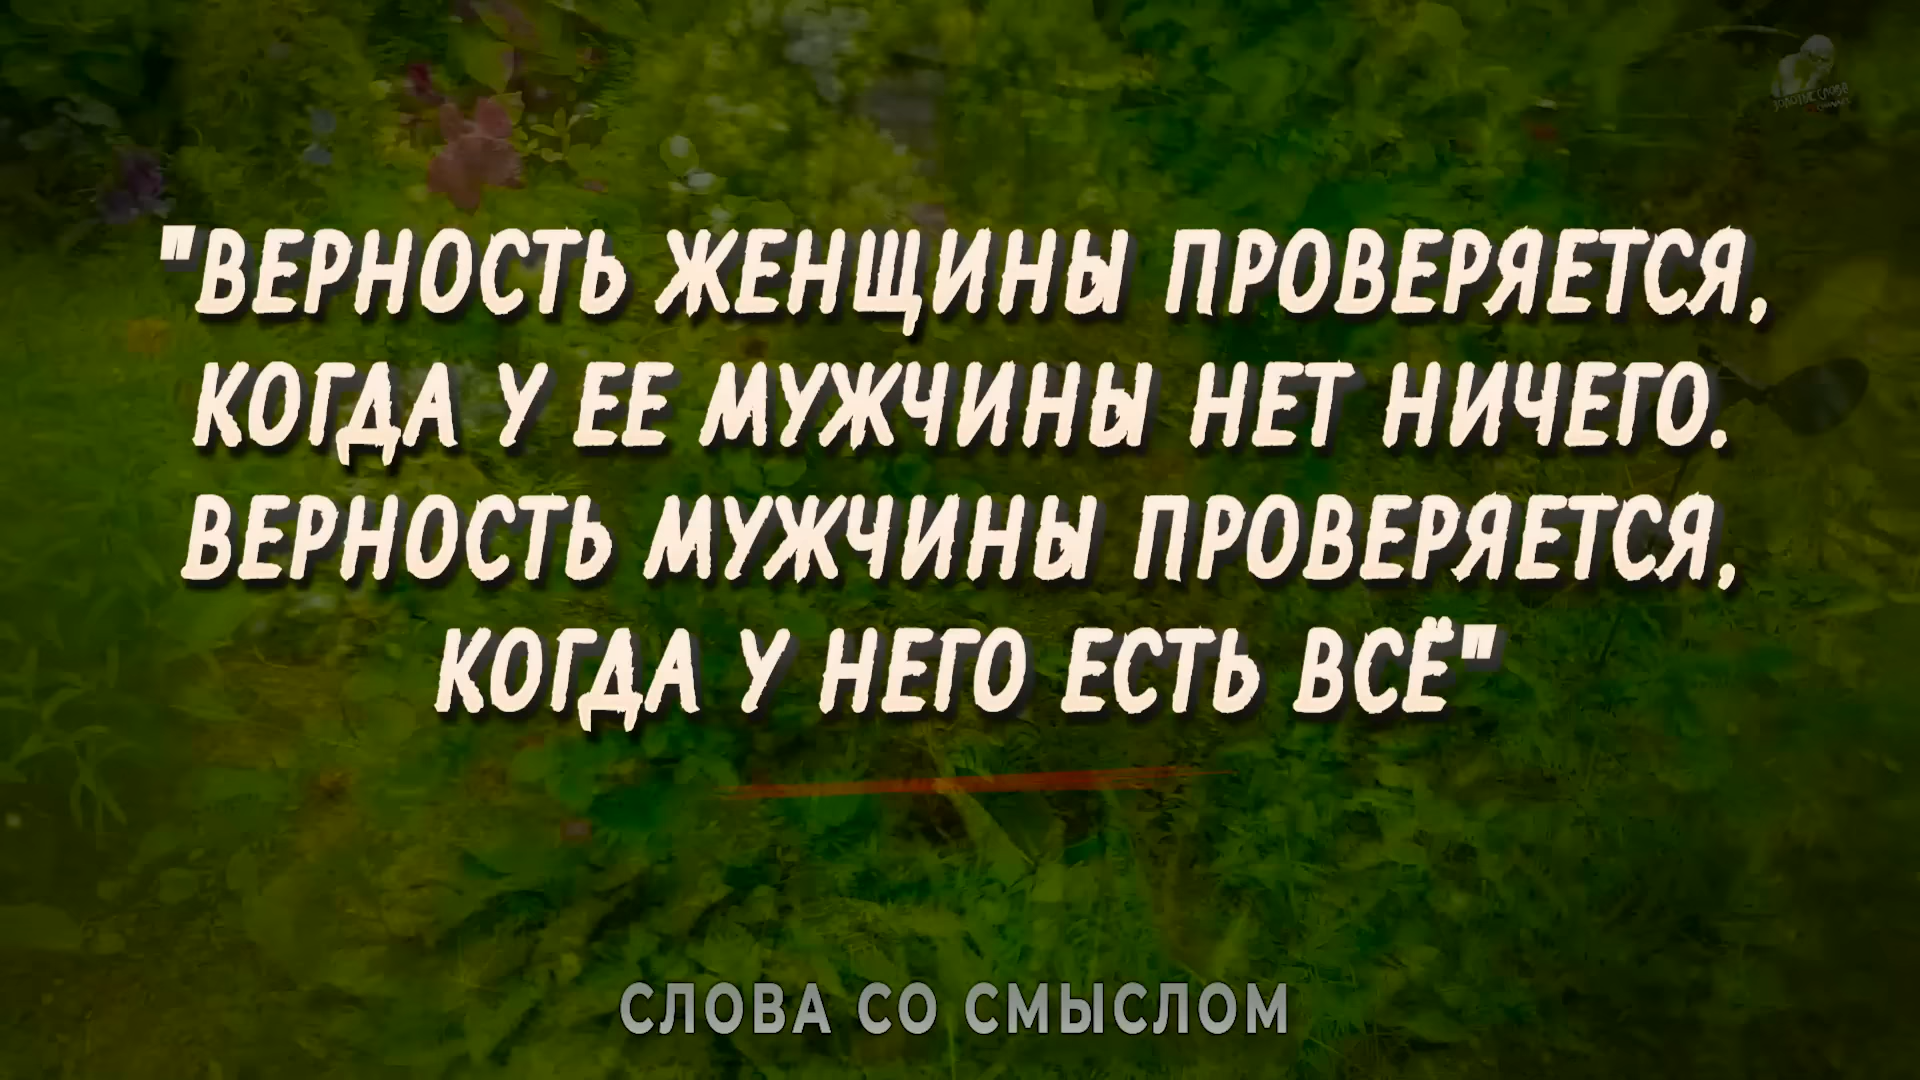 "ВЕРНОСТЬ ЖЕНЩИНЫ ПРОВЕРЯЕТСЯ,
КОГДА У ЕЕ МУЖЧИНЫ НЕТ НИЧЕГО.
ВЕРНОСТЬ МУЖЧИНЫ ПРОВЕРЯЕТСЯ,
КОГДА У НЕГО ЕСТЬ ВСЁ"
СЛОВА СО СМЫСЛОМ